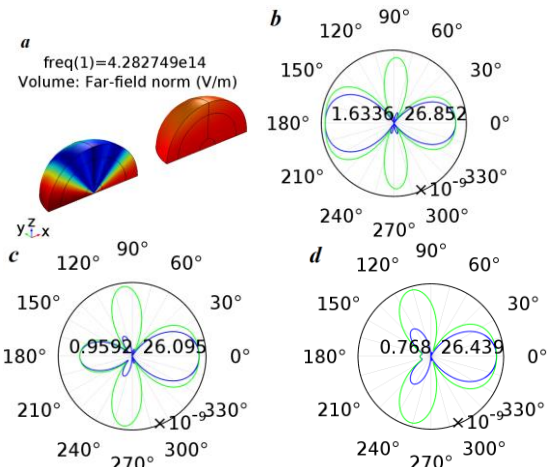 a
freq(1)=4.282749e14
Volume: Far-field norm (V/m)
y z x
b
90°
120° 60°
150° 30°
180° 1.6336 26.852 0°
210° ×10⁻⁹ 330°
240° 300°
270°
c
90°
120° 60°
150° 30°
180° 0.9592 26.095 0°
210° ×10⁻⁹ 330°
240° 300°
270°
d
90°
120° 60°
150° 30°
180° 0.768 26.439 0°
210° ×10⁻⁹ 330°
240° 300°
270°